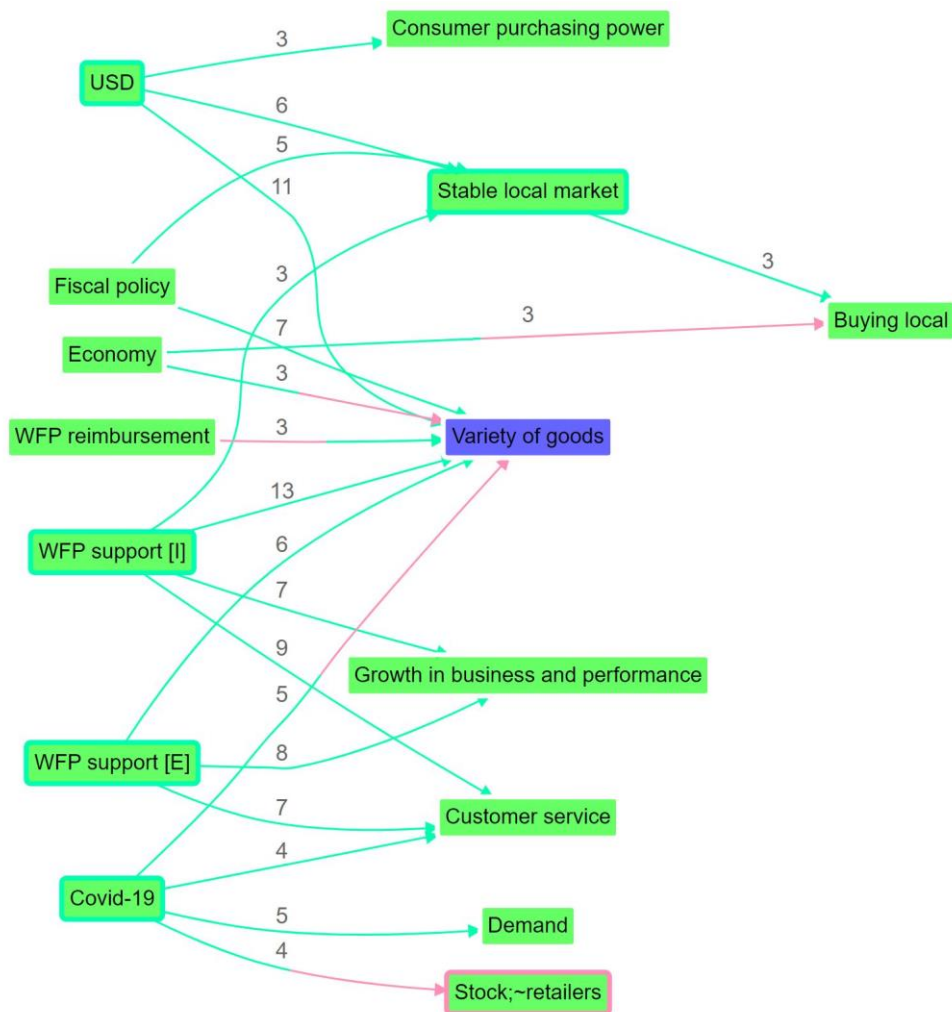 Consumer purchasing power
3
USD
6
5
11
Stable local market
3
3
Fiscal policy
7
3
Buying local
Economy
3
WFP reimbursement
3
Variety of goods
13
WFP support [I]
6
7
9
Growth in business and performance
5
WFP support [E]
8
7
Customer service
4
Covid-19
5
Demand
4
Stock;~retailers